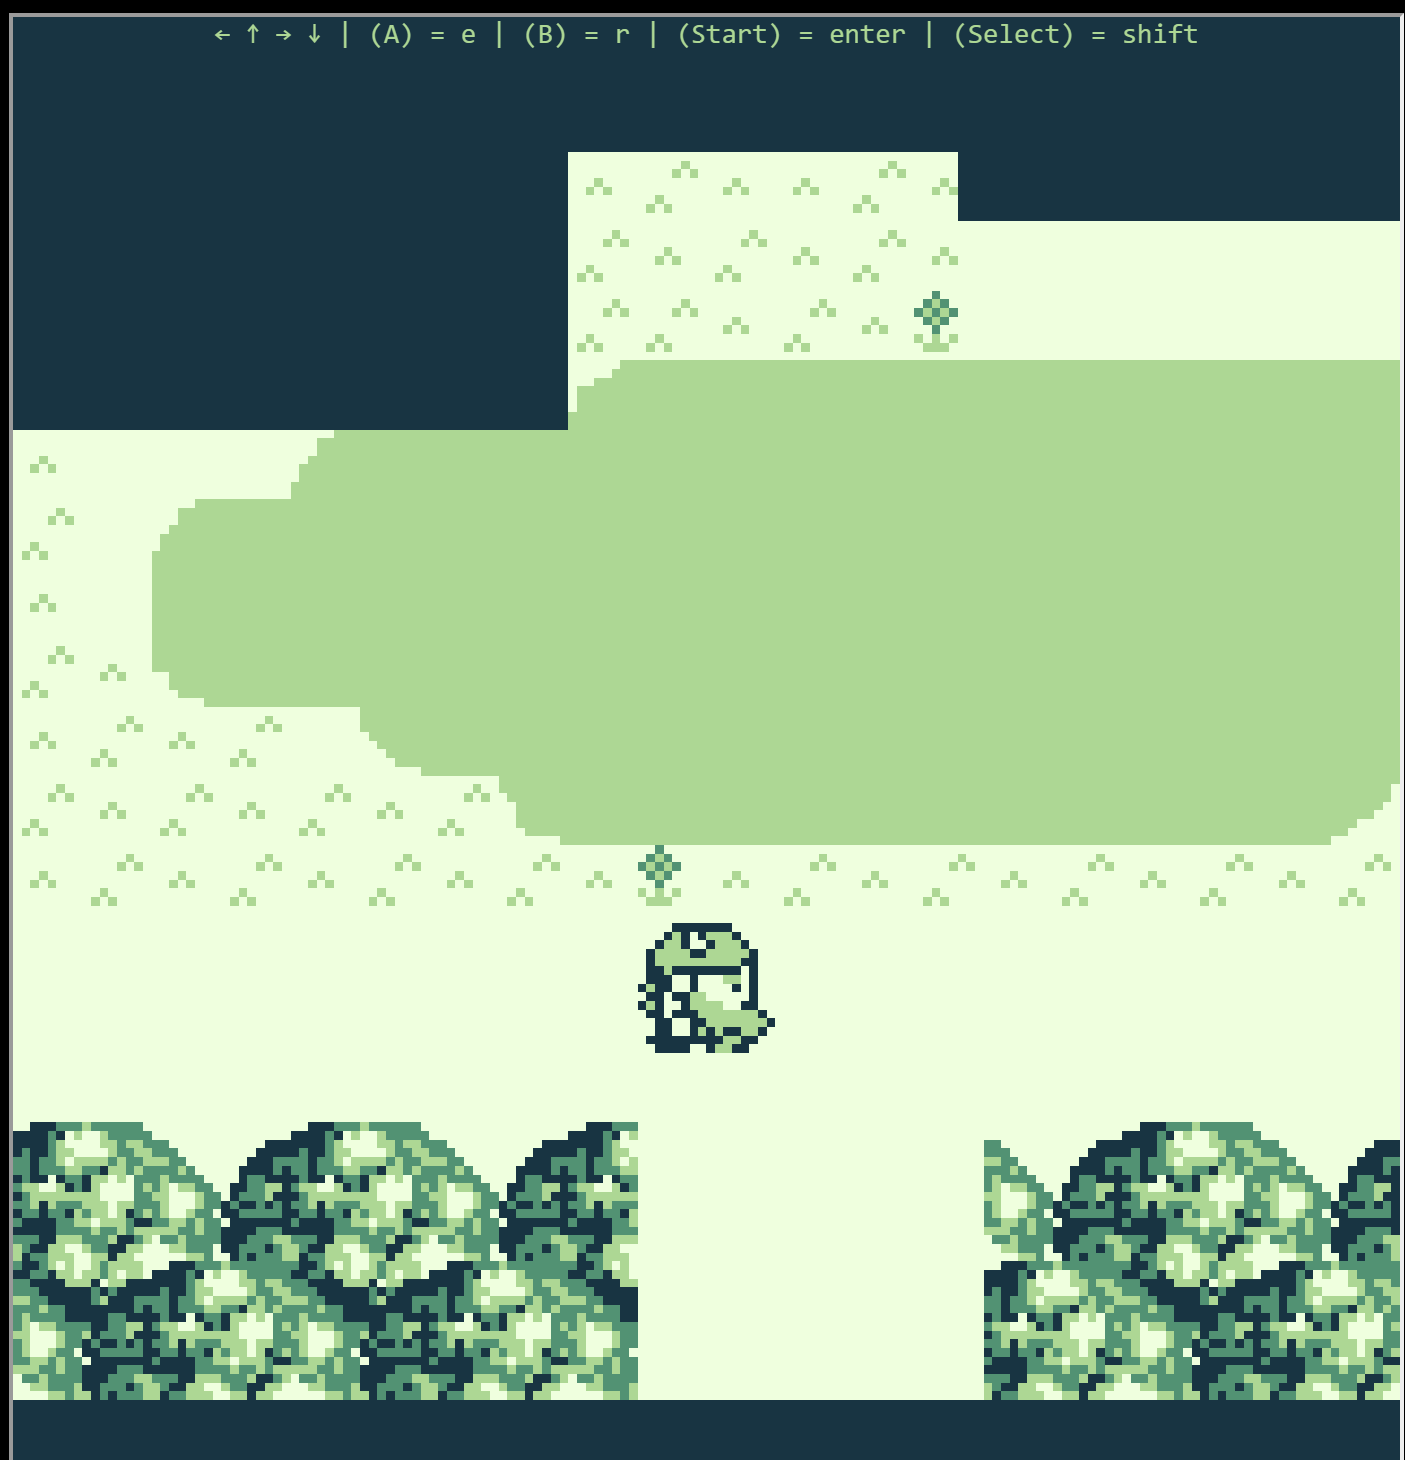 ← ↑ → ↓ | (A) = e | (B) = r | (Start) = enter | (Select) = shift